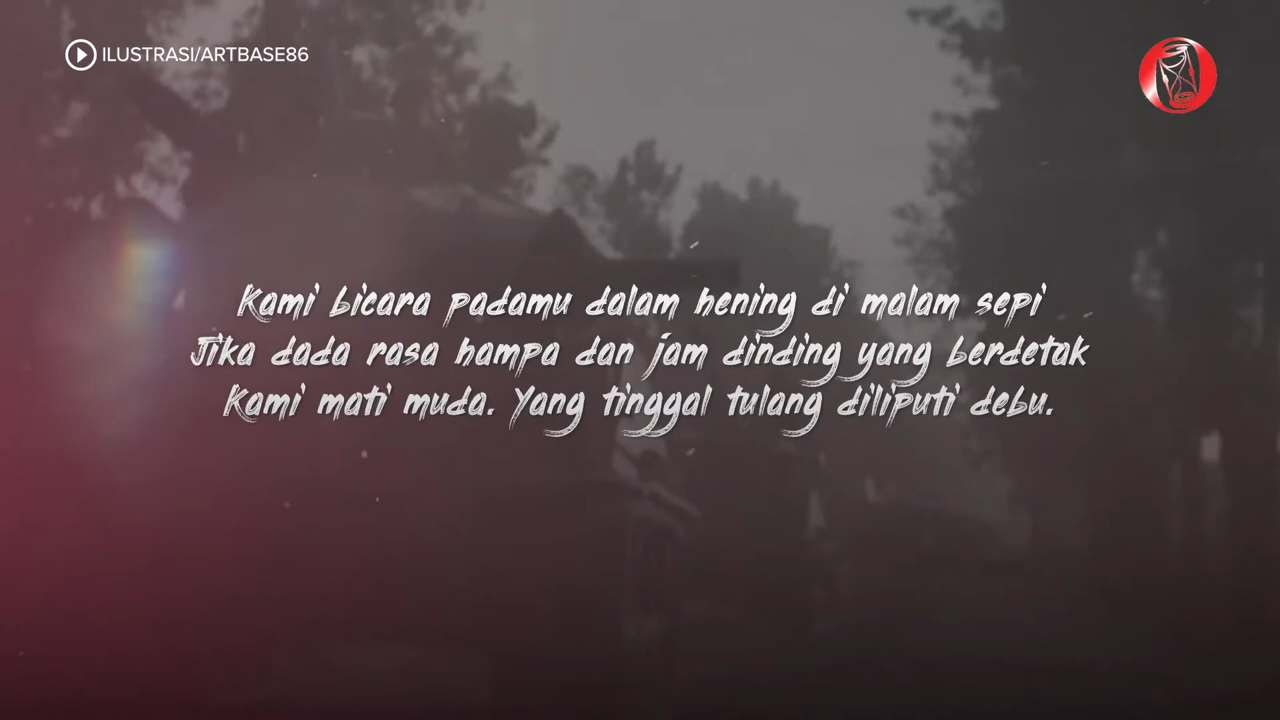 ILUSTRASI/ARTBASE86
Kami bicara padamu dalam hening di malam sepi
Jika dada rasa hampa dan jam dinding yang berdetak
Kami mati muda. Yang tinggal tulang diliputi debu.